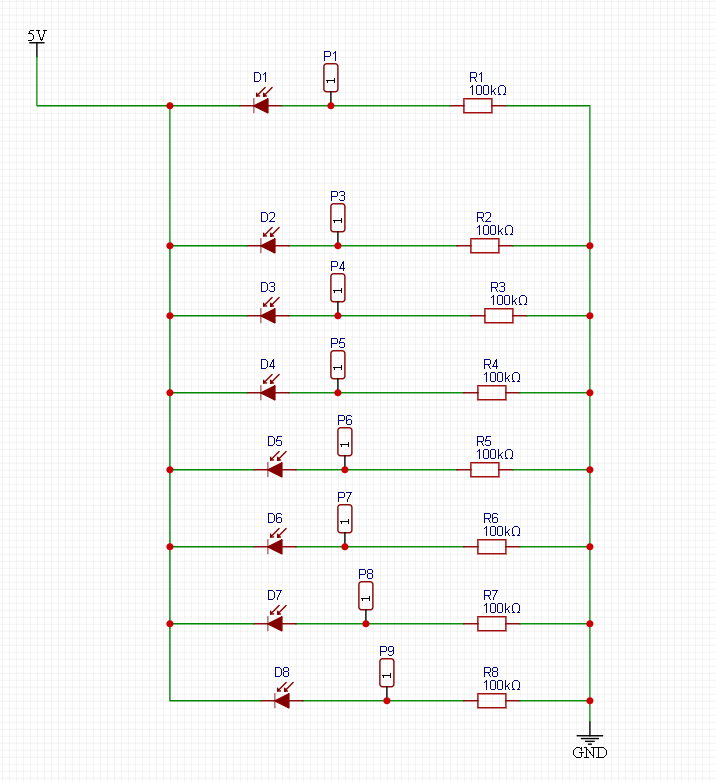 5V
P1
1
D1
R1
100kΩ
P3
1
D2
R2
100kΩ
P4
1
D3
R3
100kΩ
P5
1
D4
R4
100kΩ
P6
1
D5
R5
100kΩ
P7
1
D6
R6
100kΩ
P8
1
D7
R7
100kΩ
P9
1
D8
R8
100kΩ
GND